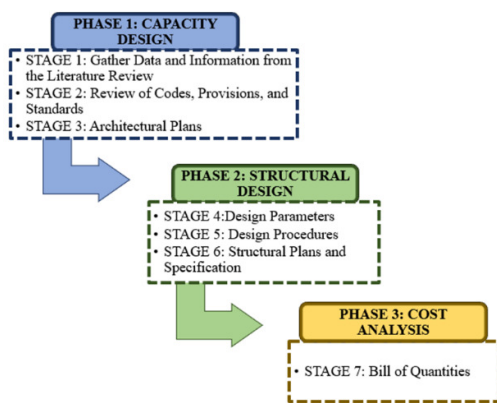 PHASE 1: CAPACITY
DESIGN
• STAGE 1: Gather Data and Information from
the Literature Review
• STAGE 2: Review of Codes, Provisions, and
Standards
• STAGE 3: Architectural Plans
PHASE 2: STRUCTURAL
DESIGN
• STAGE 4:Design Parameters
• STAGE 5: Design Procedures
• STAGE 6: Structural Plans and
Specification
PHASE 3: COST
ANALYSIS
• STAGE 7: Bill of Quantities